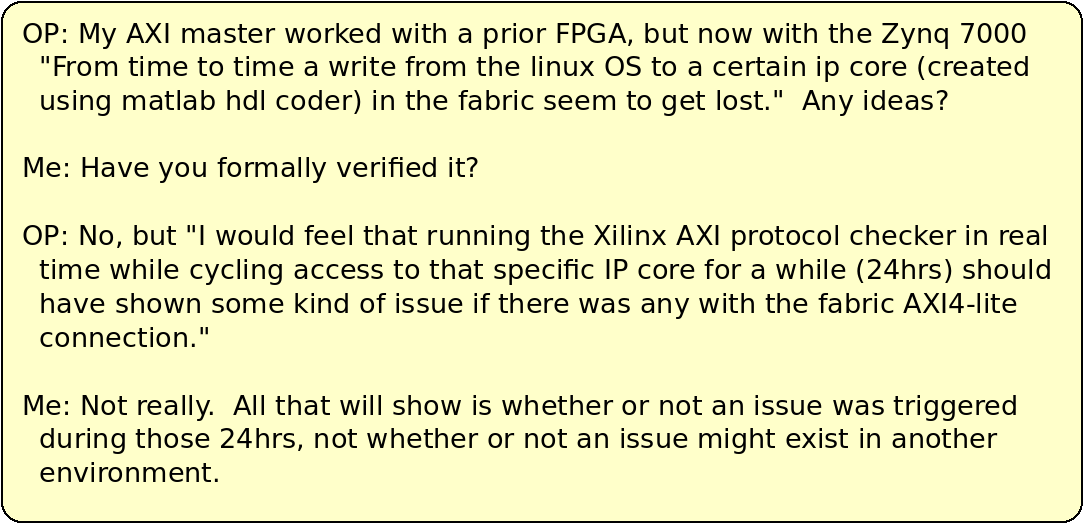 OP: My AXI master worked with a prior FPGA, but now with the Zynq 7000
"From time to time a write from the linux OS to a certain ip core (created
using matlab hdl coder) in the fabric seem to get lost."  Any ideas?
Me: Have you formally verified it?
OP: No, but "I would feel that running the Xilinx AXI protocol checker in real
time while cycling access to that specific IP core for a while (24hrs) should
have shown some kind of issue if there was any with the fabric AXI4-lite
connection."
Me: Not really.  All that will show is whether or not an issue was triggered
during those 24hrs, not whether or not an issue might exist in another
environment.